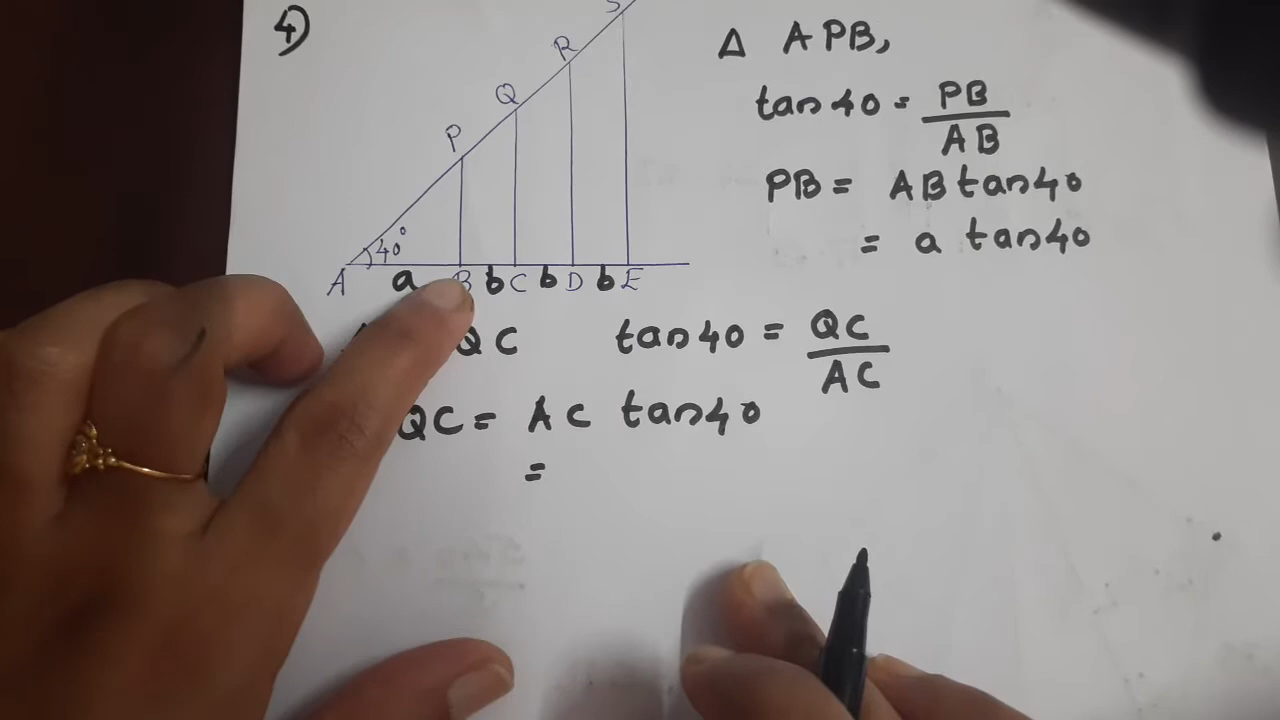 4)
S
R
Q
P
40°
A a B b C b D b E
Δ APB,
tan 40 = PB
AB
PB = AB tan 40
= a tan 40
QC tan 40 = QC
AC
QC = AC tan 40
=